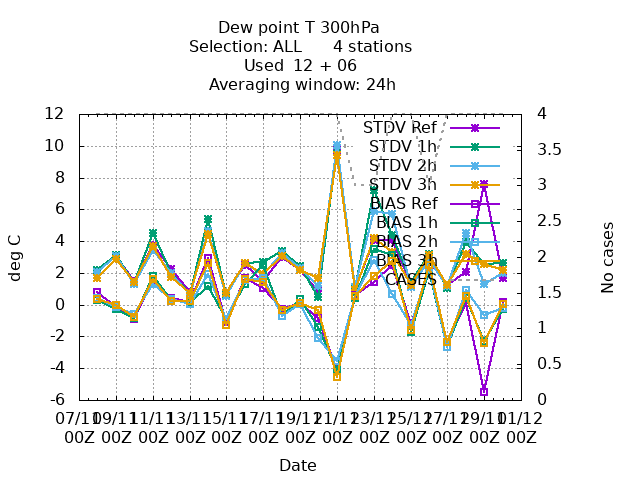 Dew point T 300hPa
Selection: ALL 4 stations
Used 12 + 06
Averaging window: 24h
12
10
8
6
4
2
0
-2
-4
-6
deg C
4
3.5
3
2.5
2
1.5
1
0.5
0
No cases
STDV Ref
STDV 1h
STDV 2h
STDV 3h
BIAS Ref
BIAS 1h
BIAS 2h
BIAS 3h
CASES
07/11 09/11 11/11 13/11 15/11 17/11 19/11 21/11 23/11 25/11 27/11 29/11 01/12
00Z 00Z 00Z 00Z 00Z 00Z 00Z 00Z 00Z 00Z 00Z 00Z 00Z
Date